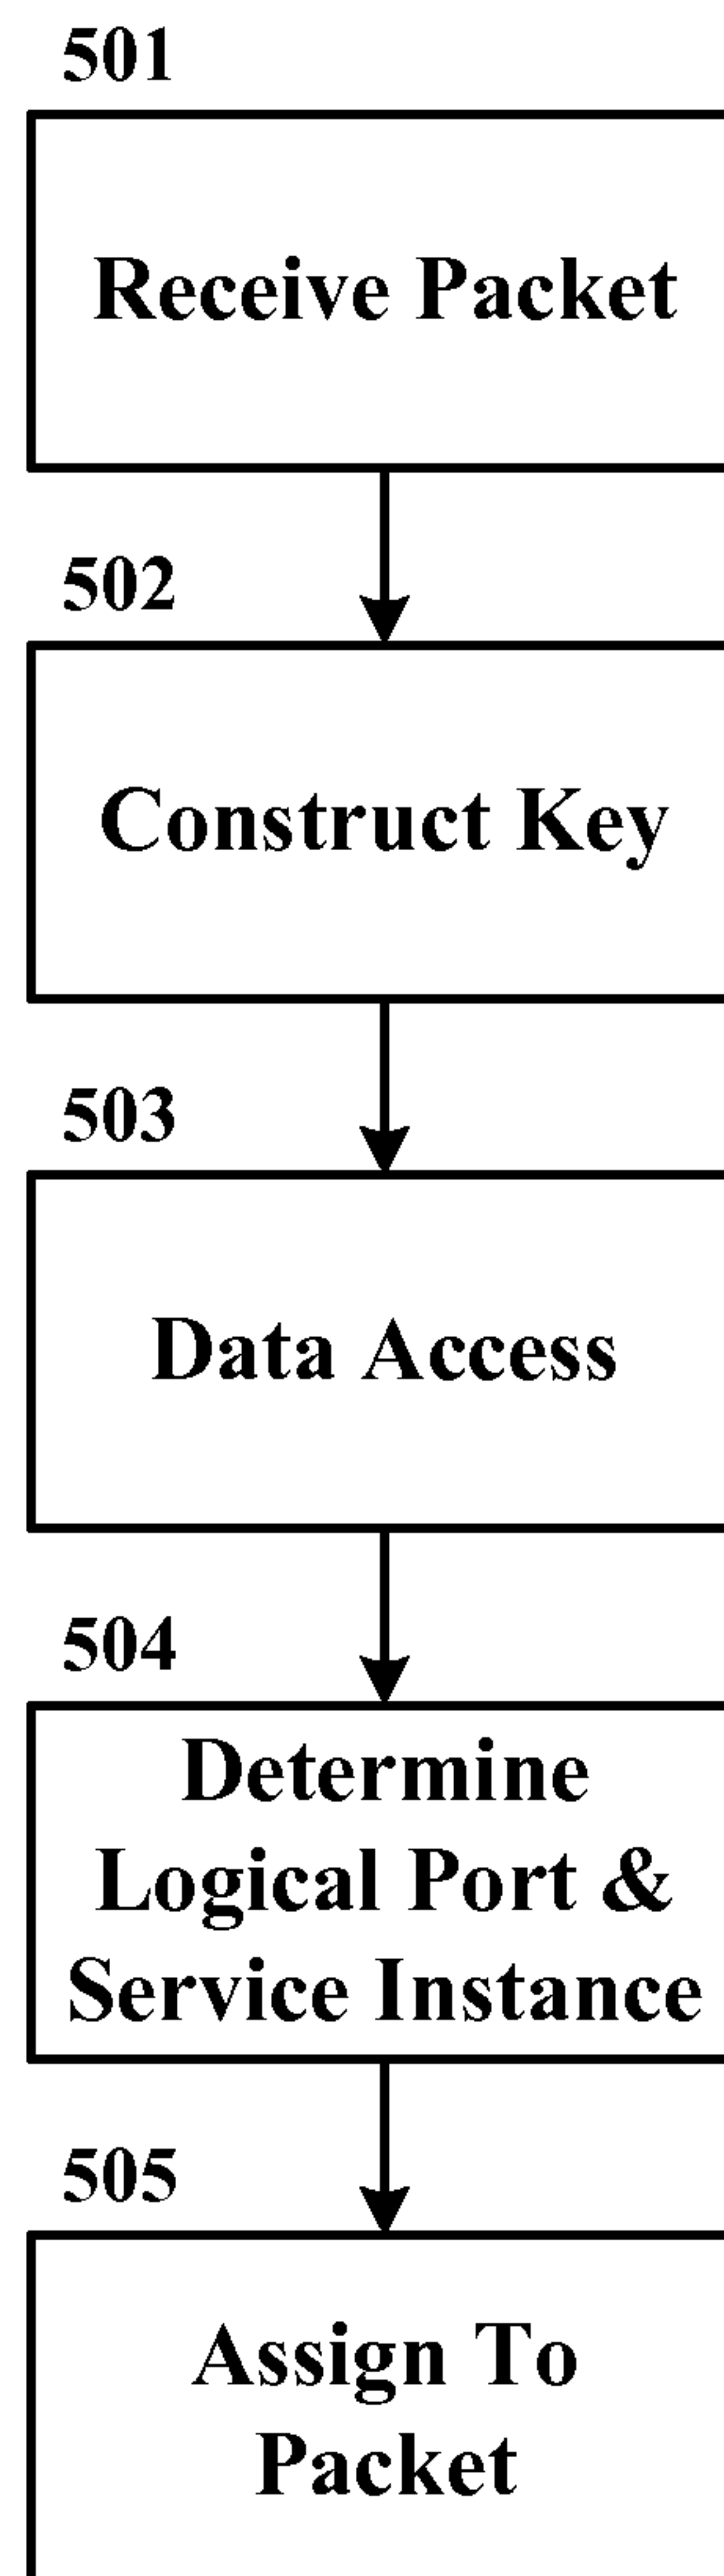 501
Receive Packet
502
Construct Key
503
Data Access
504
Determine
Logical Port &
Service Instance
505
Assign To
Packet